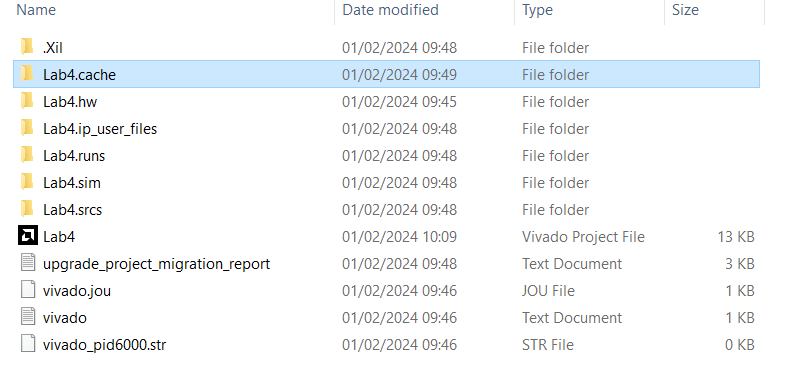 Name Date modified Type Size
.Xil 01/02/2024 09:48 File folder
Lab4.cache 01/02/2024 09:49 File folder
Lab4.hw 01/02/2024 09:45 File folder
Lab4.ip_user_files 01/02/2024 09:48 File folder
Lab4.runs 01/02/2024 09:48 File folder
Lab4.sim 01/02/2024 09:48 File folder
Lab4.srcs 01/02/2024 09:48 File folder
Lab4 01/02/2024 10:09 Vivado Project File 13 KB
upgrade_project_migration_report 01/02/2024 09:48 Text Document 3 KB
vivado.jou 01/02/2024 09:46 JOU File 1 KB
vivado 01/02/2024 09:46 Text Document 1 KB
vivado_pid6000.str 01/02/2024 09:46 STR File 0 KB